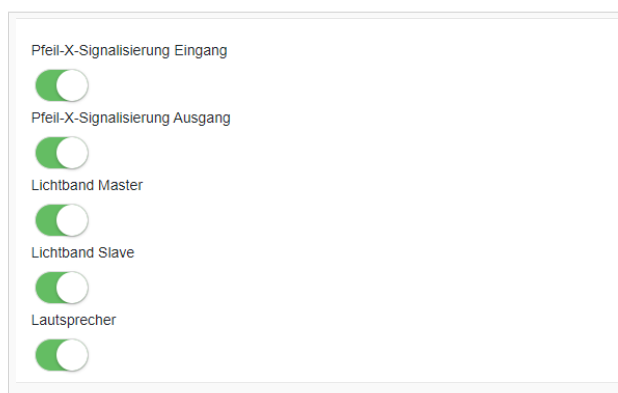 Pfeil-X-Signalisierung Eingang
Pfeil-X-Signalisierung Ausgang
Lichtband Master
Lichtband Slave
Lautsprecher